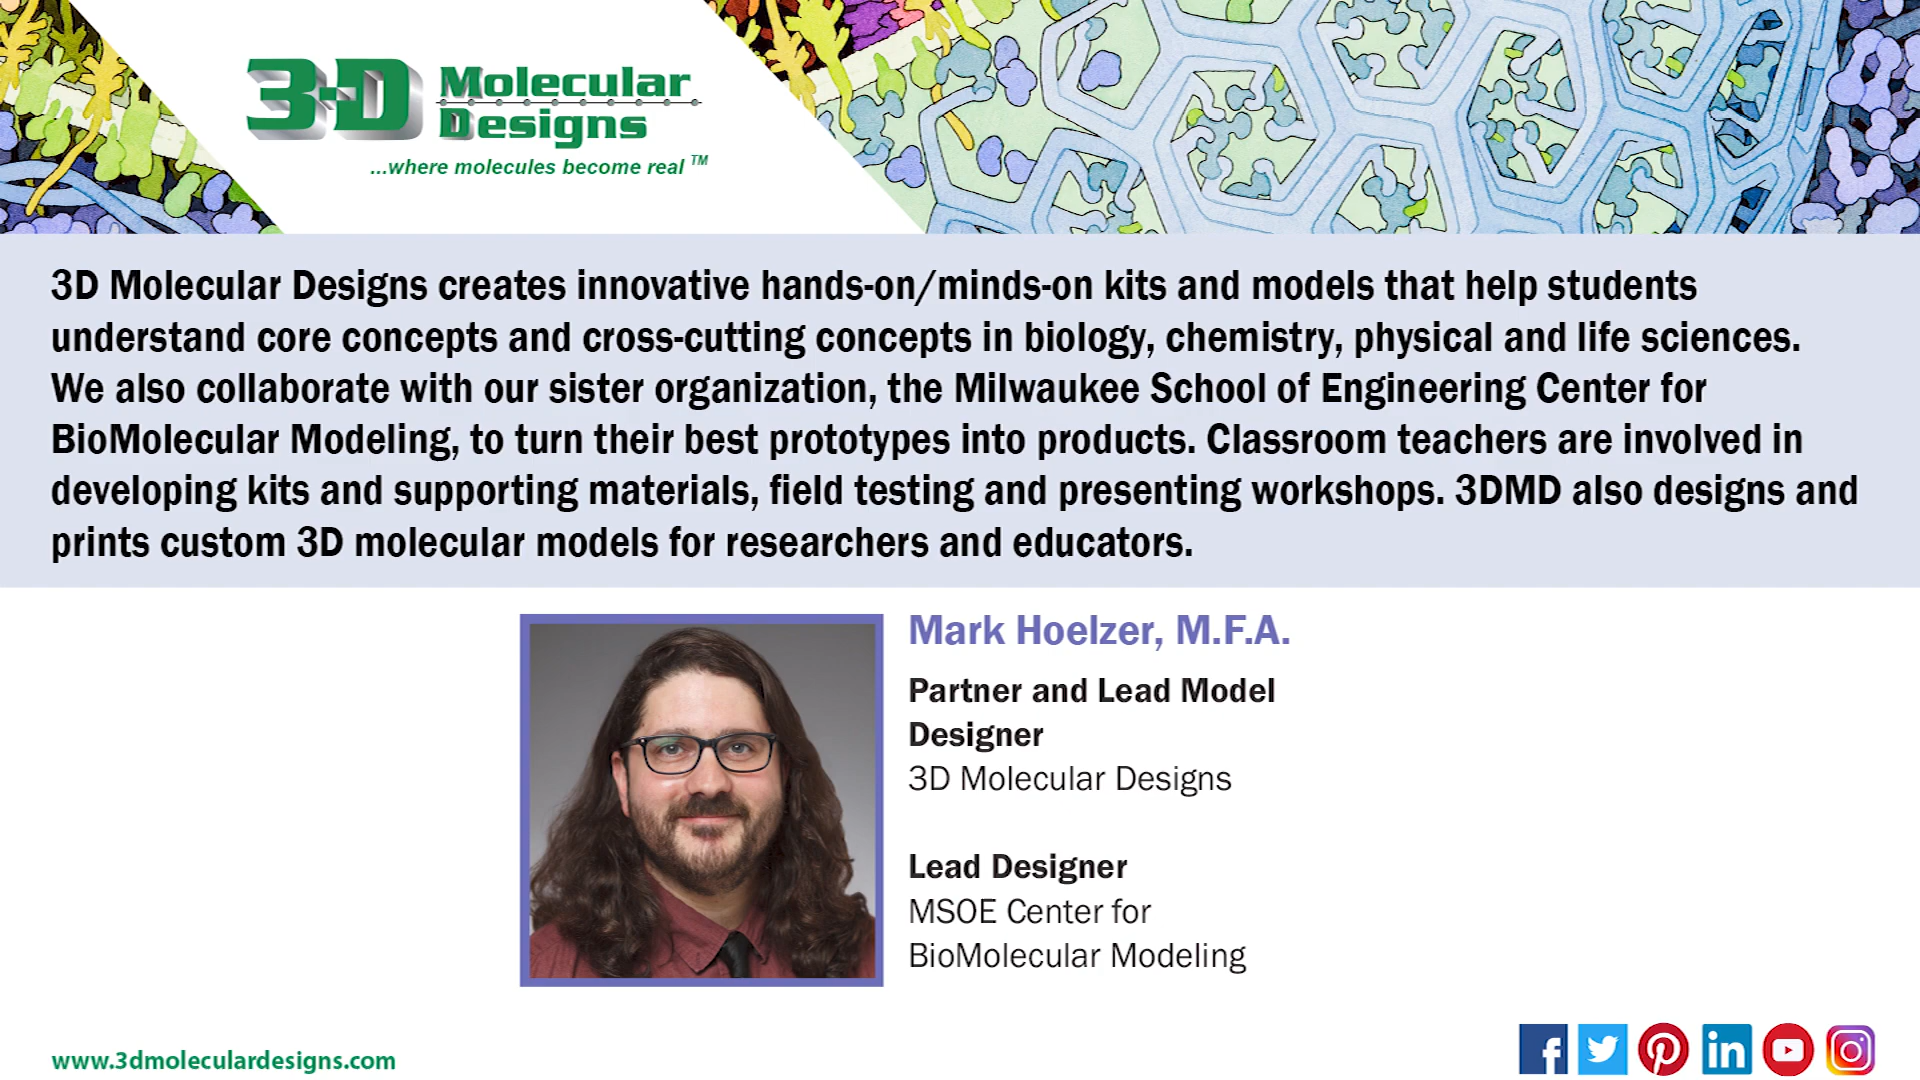 3-D Molecular
Designs
...where molecules become real TM
3D Molecular Designs creates innovative hands-on/minds-on kits and models that help students
understand core concepts and cross-cutting concepts in biology, chemistry, physical and life sciences.
We also collaborate with our sister organization, the Milwaukee School of Engineering Center for
BioMolecular Modeling, to turn their best prototypes into products. Classroom teachers are involved in
developing kits and supporting materials, field testing and presenting workshops. 3DMD also designs and
prints custom 3D molecular models for researchers and educators.
Mark Hoelzer, M.F.A.
Partner and Lead Model
Designer
3D Molecular Designs
Lead Designer
MSOE Center for
BioMolecular Modeling
www.3dmoleculardesigns.com